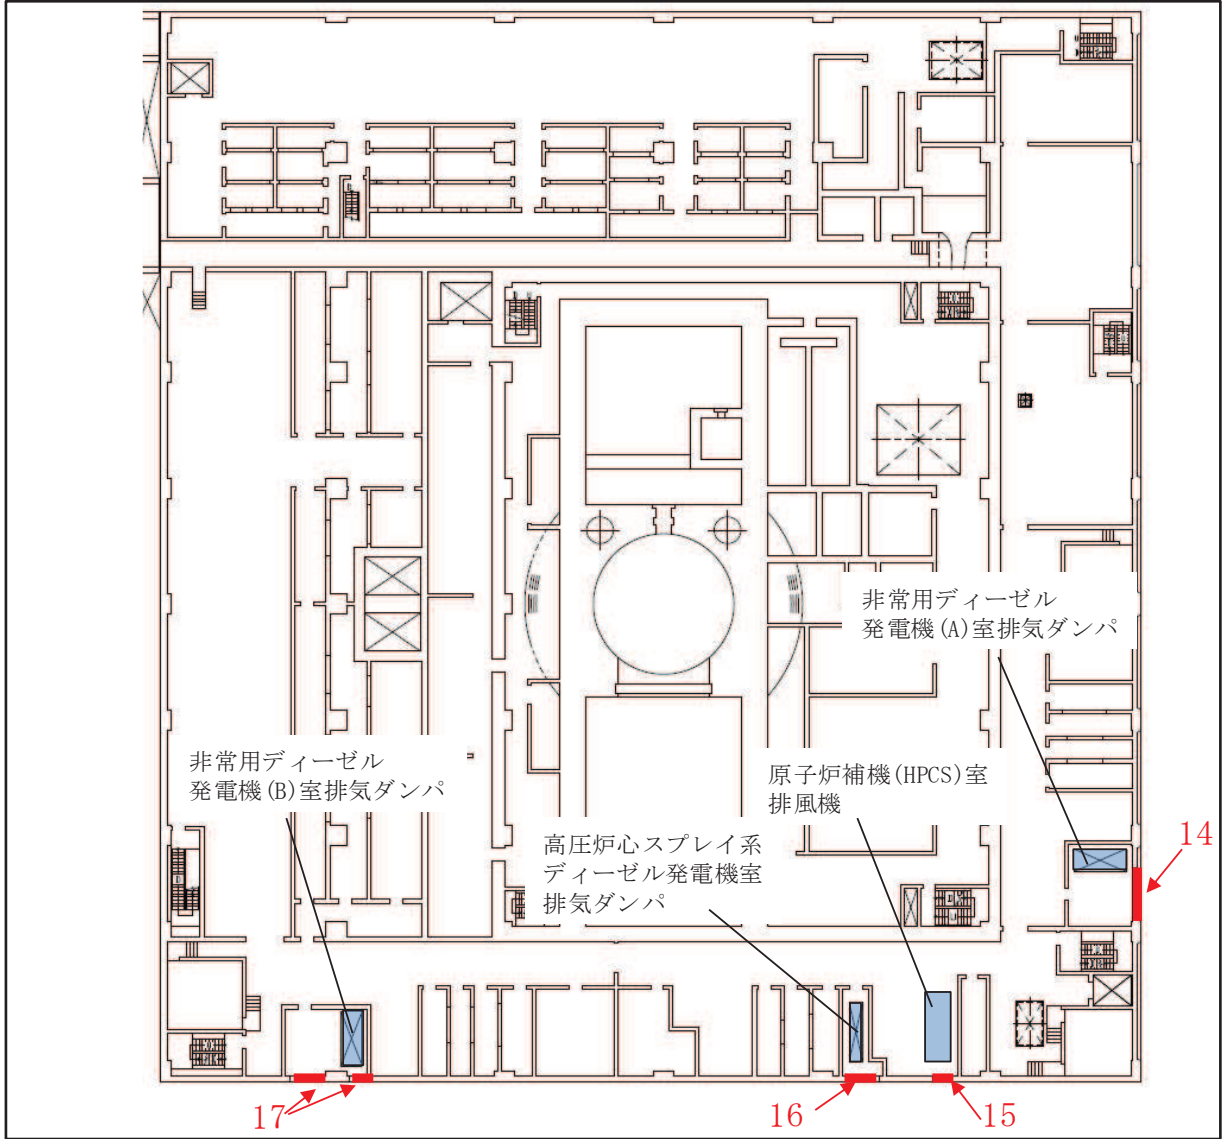 非常用ディーゼル
発電機(A)室排気ダンパ
非常用ディーゼル
発電機(B)室排気ダンパ
原子炉補機(HPCS)室
排風機
高圧炉心スプレイ系
ディーゼル発電機室
排気ダンパ
14
17
16
15